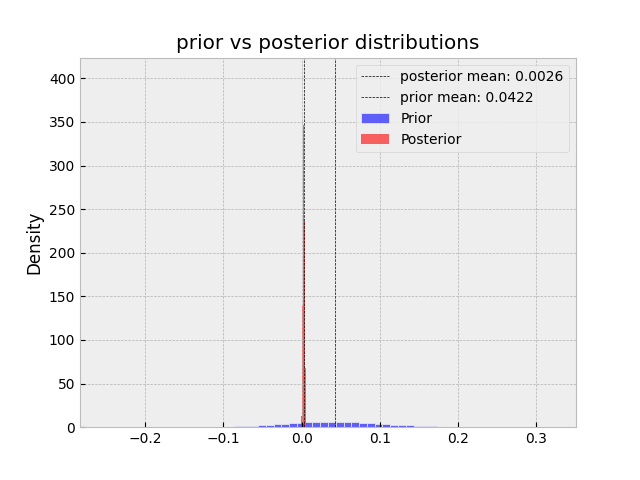 prior vs posterior distributions
posterior mean: 0.0026
prior mean: 0.0422
Prior
Posterior
Density
400
350
300
250
200
150
100
50
0
−0.2 −0.1 0.0 0.1 0.2 0.3